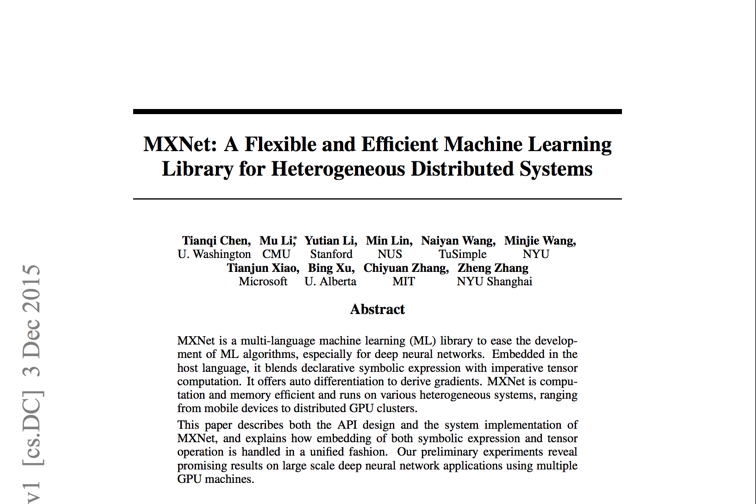 MXNet: A Flexible and Efficient Machine Learning
Library for Heterogeneous Distributed Systems
Tianqi Chen, Mu Li,* Yutian Li, Min Lin, Naiyan Wang, Minjie Wang,
U. Washington CMU Stanford NUS TuSimple NYU
Tianjun Xiao, Bing Xu, Chiyuan Zhang, Zheng Zhang
Microsoft U. Alberta MIT NYU Shanghai
Abstract
MXNet is a multi-language machine learning (ML) library to ease the develop-
ment of ML algorithms, especially for deep neural networks. Embedded in the
host language, it blends declarative symbolic expression with imperative tensor
computation. It offers auto differentiation to derive gradients. MXNet is compu-
tation and memory efficient and runs on various heterogeneous systems, ranging
from mobile devices to distributed GPU clusters.
This paper describes both the API design and the system implementation of
MXNet, and explains how embedding of both symbolic expression and tensor
operation is handled in a unified fashion. Our preliminary experiments reveal
promising results on large scale deep neural network applications using multiple
GPU machines.
v1 [cs.DC] 3 Dec 2015